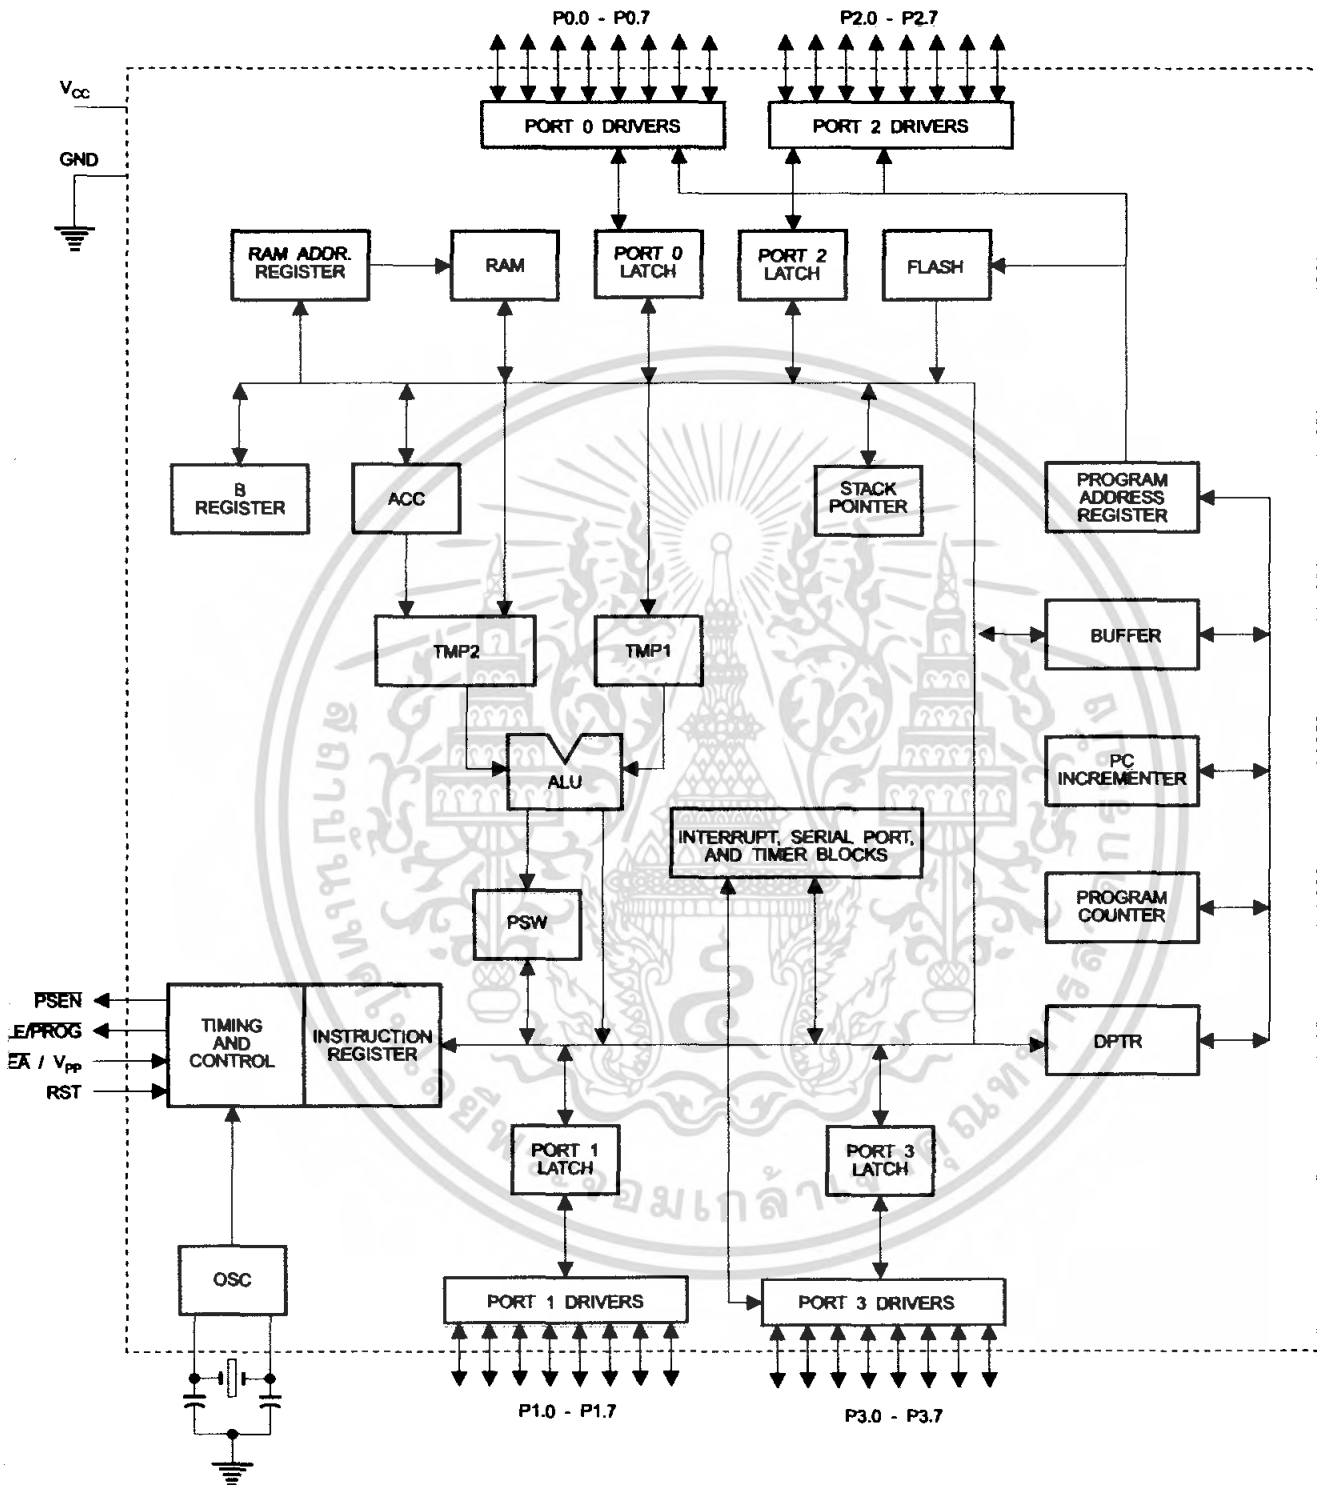 P0.0 - P0.7
P2.0 - P2.7
VCC
GND
PORT 0 DRIVERS
PORT 2 DRIVERS
RAM ADDR.
REGISTER
RAM
PORT 0
LATCH
PORT 2
LATCH
FLASH
B
REGISTER
ACC
STACK
POINTER
PROGRAM
ADDRESS
REGISTER
TMP2
TMP1
BUFFER
ALU
PC
INCREMENTER
INTERRUPT, SERIAL PORT,
AND TIMER BLOCKS
PSW
PROGRAM
COUNTER
PSEN
LE/PROG
EA / VPP
RST
TIMING
AND
CONTROL
INSTRUCTION
REGISTER
DPTR
PORT 1
LATCH
PORT 3
LATCH
OSC
PORT 1 DRIVERS
PORT 3 DRIVERS
P1.0 - P1.7
P3.0 - P3.7